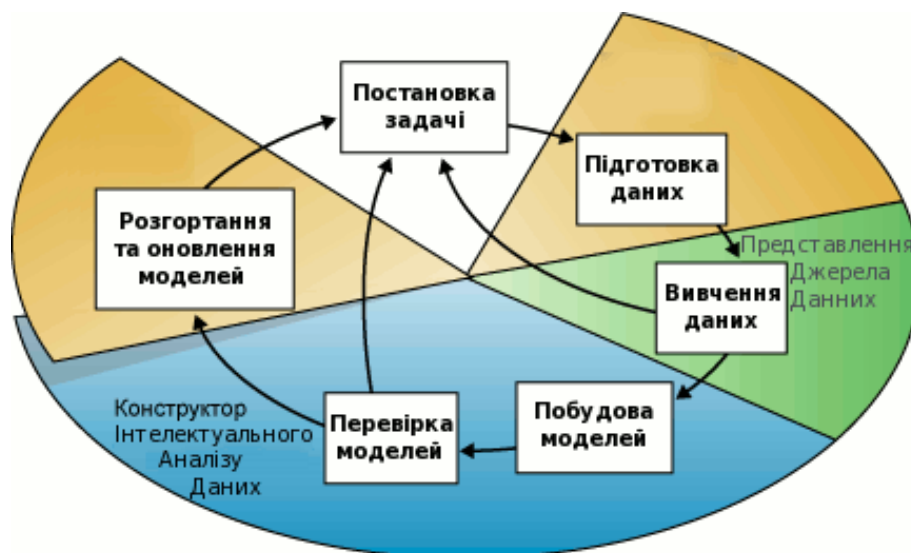 Постановка
задачі
Підготовка
даних
Розгортання
та оновлення
моделей
Представлення
Джерела
Данних
Вивчення
даних
Конструктор
Інтелектуального
Аналізу
Даних
Перевірка
моделей
Побудова
моделей